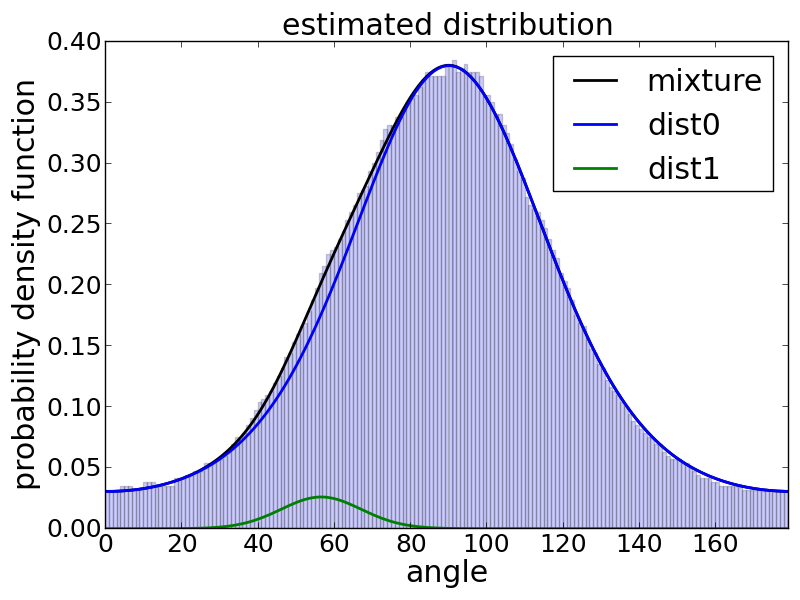 estimated distribution
0.40
0.35
0.30
0.25
0.20
0.15
0.10
0.05
0.00
probability density function
mixture
dist0
dist1
0 20 40 60 80 100 120 140 160
angle